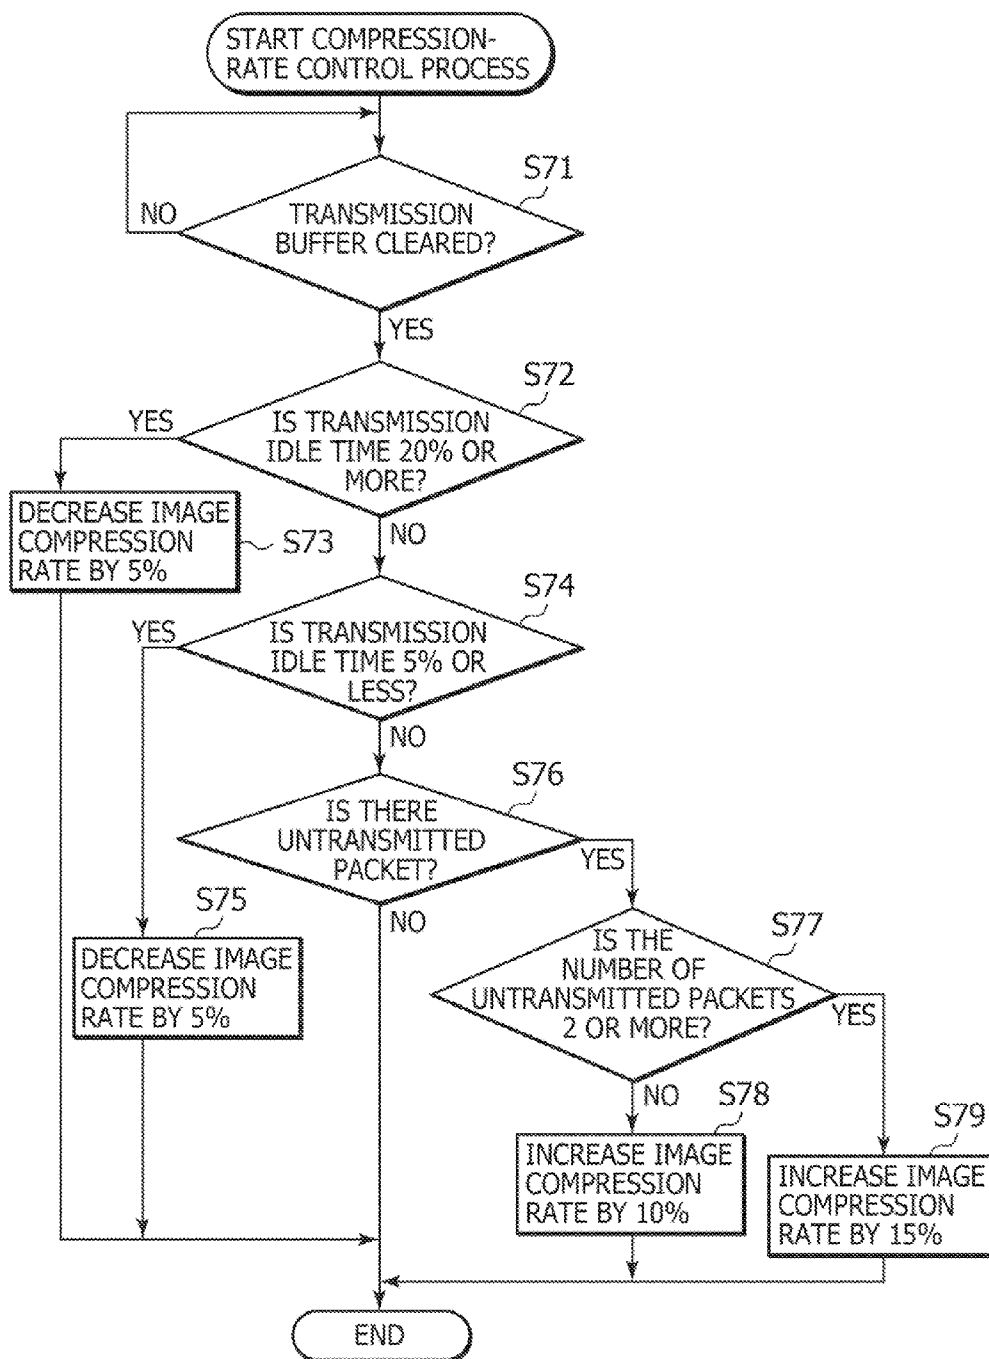 START COMPRESSION-
RATE CONTROL PROCESS
S71
NO
TRANSMISSION
BUFFER CLEARED?
YES
S72
YES
IS TRANSMISSION
IDLE TIME 20% OR
MORE?
DECREASE IMAGE
COMPRESSION
RATE BY 5%
S73
NO
S74
YES
IS TRANSMISSION
IDLE TIME 5% OR
LESS?
NO
S76
IS THERE
UNTRANSMITTED
PACKET?
YES
NO
S75
DECREASE IMAGE
COMPRESSION
RATE BY 5%
S77
IS THE
NUMBER OF
UNTRANSMITTED PACKETS
2 OR MORE?
YES
NO
S78
INCREASE IMAGE
COMPRESSION
RATE BY 10%
S79
INCREASE IMAGE
COMPRESSION
RATE BY 15%
END